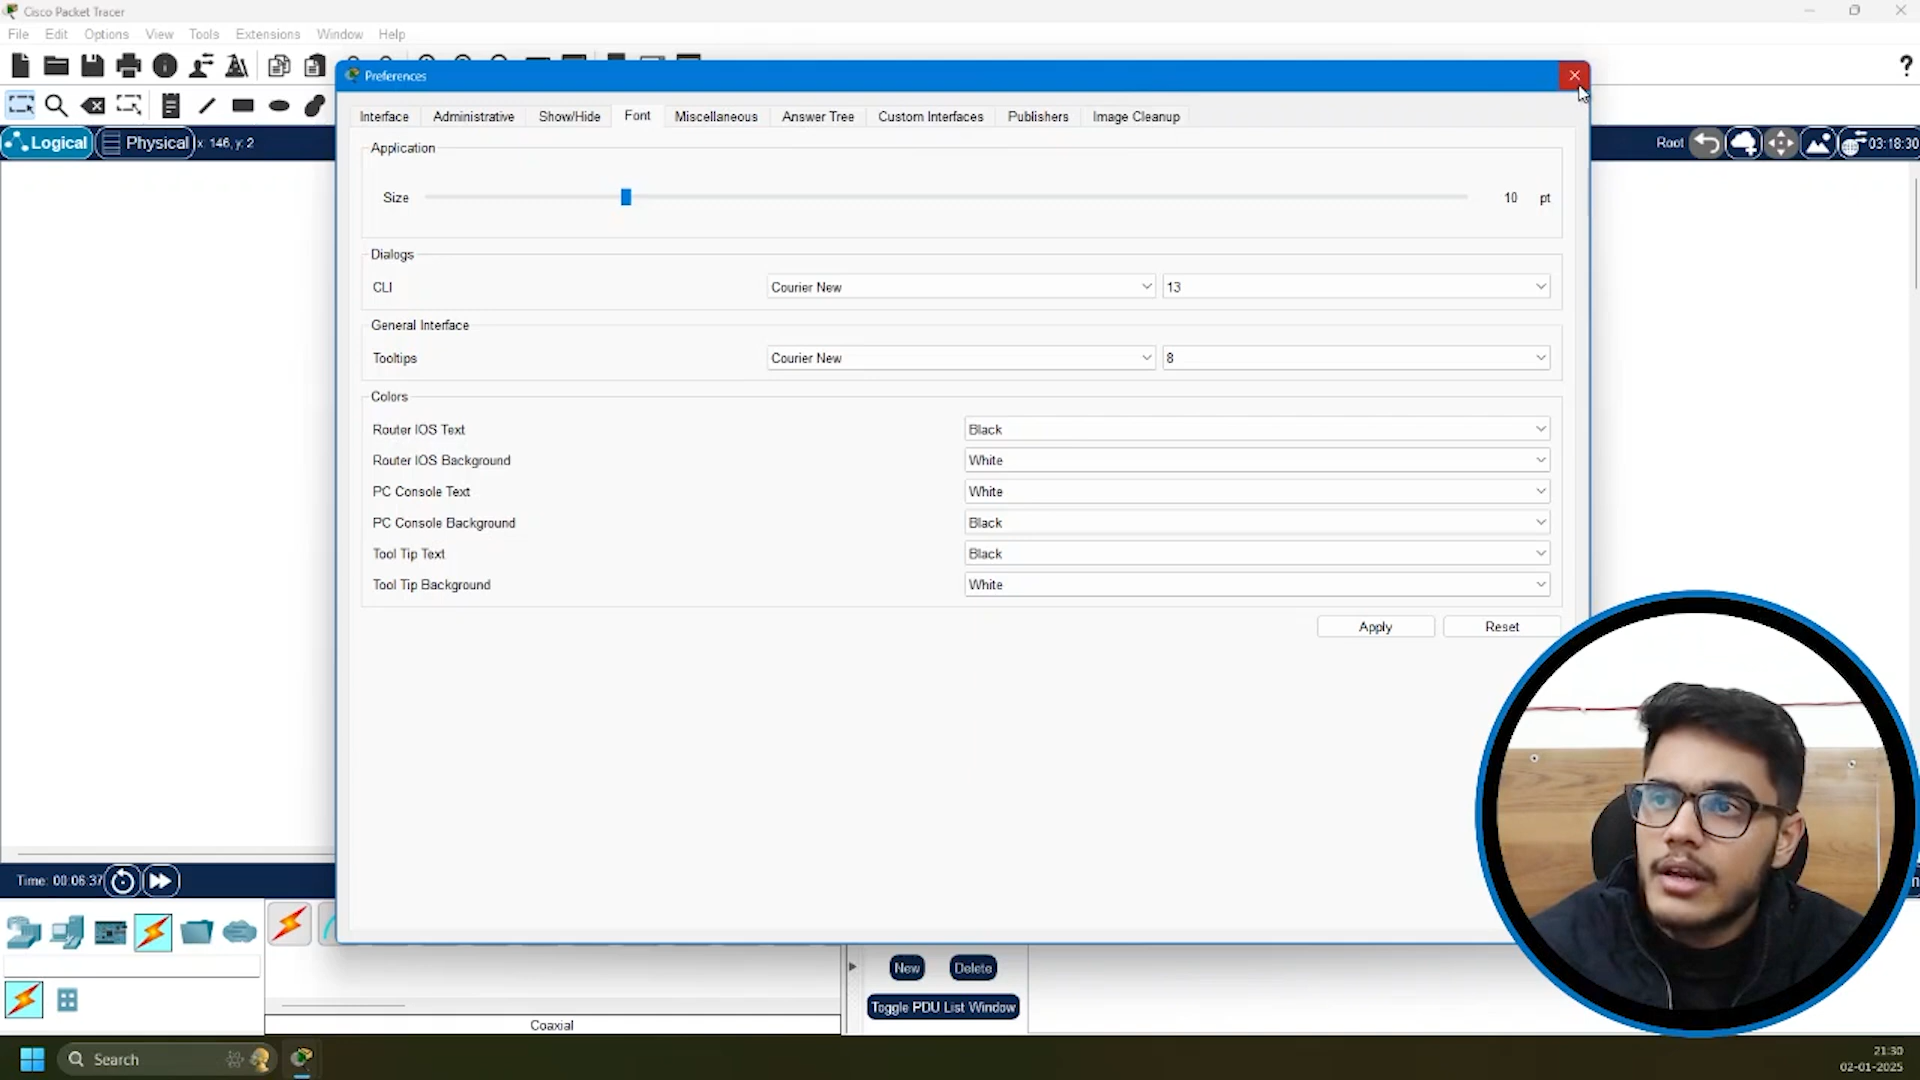 Cisco Packet Tracer
File Edit Options View Tools Extensions Window Help
?
Preferences
Interface Administrative Show/Hide Font Miscellaneous Answer Tree Custom Interfaces Publishers Image Cleanup
Logical Physical x: 146, y: 2
Root 03:18:30
Application
Size 10 pt
Dialogs
CLI Courier New 13
General Interface
Tooltips Courier New 8
Colors
Router IOS Text Black
Router IOS Background White
PC Console Text White
PC Console Background Black
Tool Tip Text Black
Tool Tip Background White
Apply Reset
Time: 00:06:37
New Delete
Toggle PDU List Window
Coaxial
Search
21:30
02-01-2025